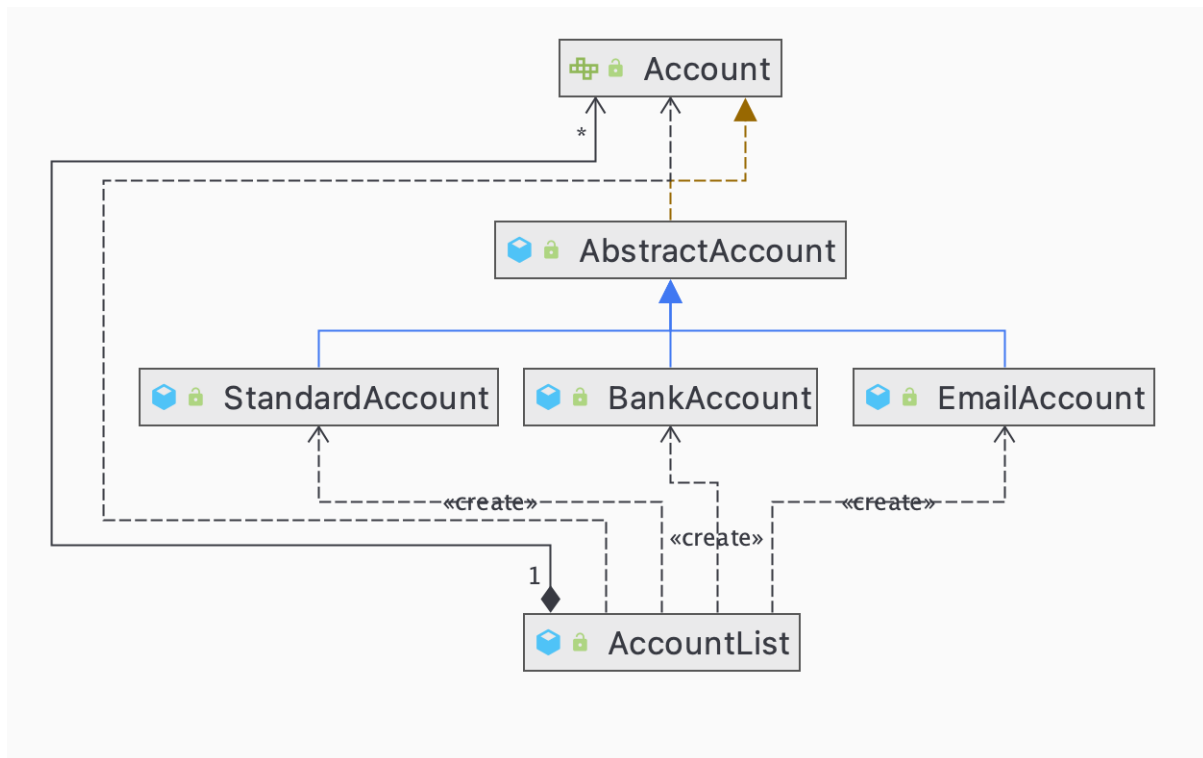 Account
*
AbstractAccount
StandardAccount
BankAccount
EmailAccount
«create»
«create»
«create»
1
AccountList